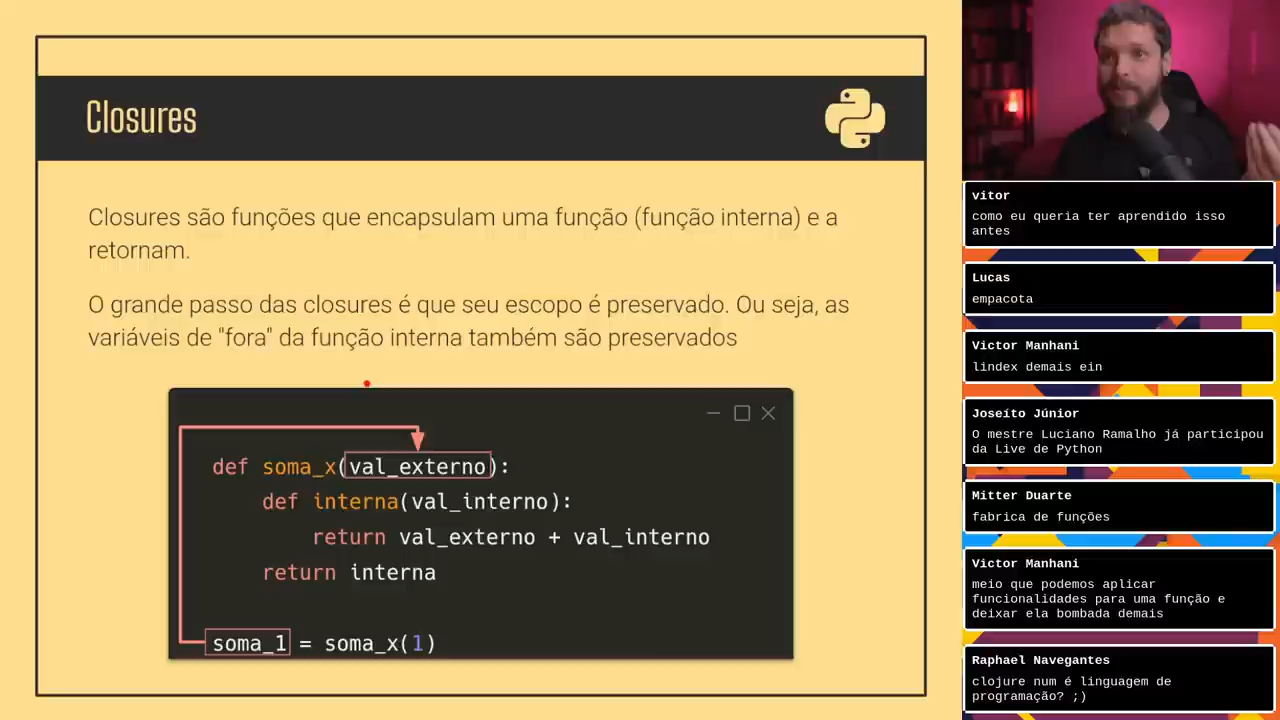 Closures
Closures são funções que encapsulam uma função (função interna) e a
retornam.
O grande passo das closures é que seu escopo é preservado. Ou seja, as
variáveis de "fora" da função interna também são preservados
def soma_x(val_externo):
def interna(val_interno):
return val_externo + val_interno
return interna
soma_1 = soma_x(1)
vitor
como eu queria ter aprendido isso
antes
Lucas
empacota
Victor Manhani
lindex demais ein
Joseíto Júnior
O mestre Luciano Ramalho já participou
da Live de Python
Mitter Duarte
fabrica de funções
Victor Manhani
meio que podemos aplicar
funcionalidades para uma função e
deixar ela bombada demais
Raphael Navegantes
clojure num é linguagem de
programação? ;)